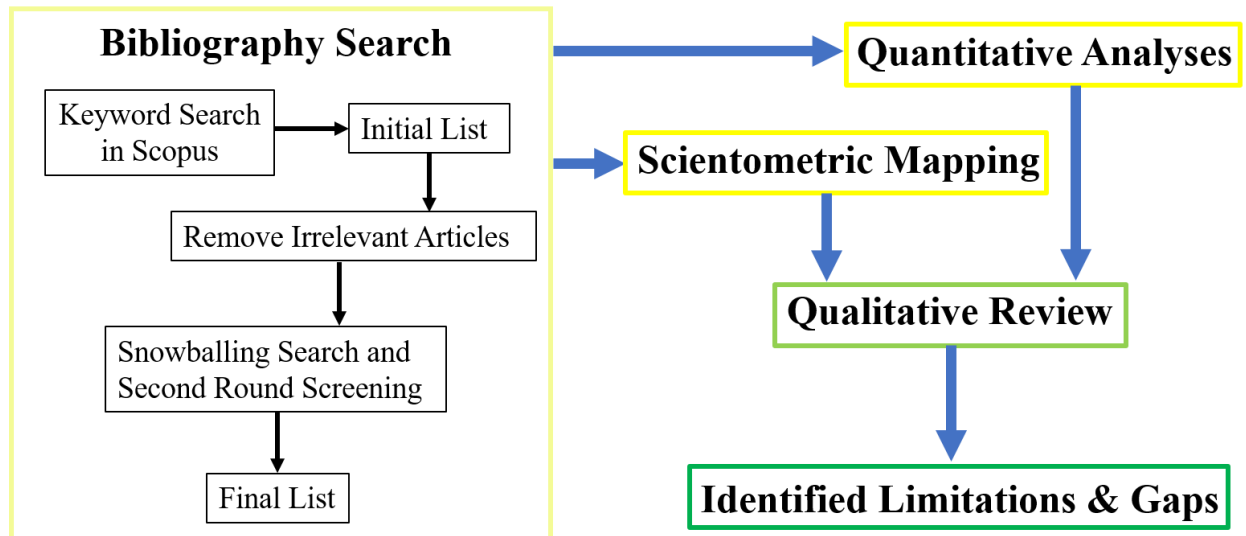 Bibliography Search
Keyword Search
in Scopus
Initial List
Remove Irrelevant Articles
Snowballing Search and
Second Round Screening
Final List
Quantitative Analyses
Scientometric Mapping
Qualitative Review
Identified Limitations & Gaps